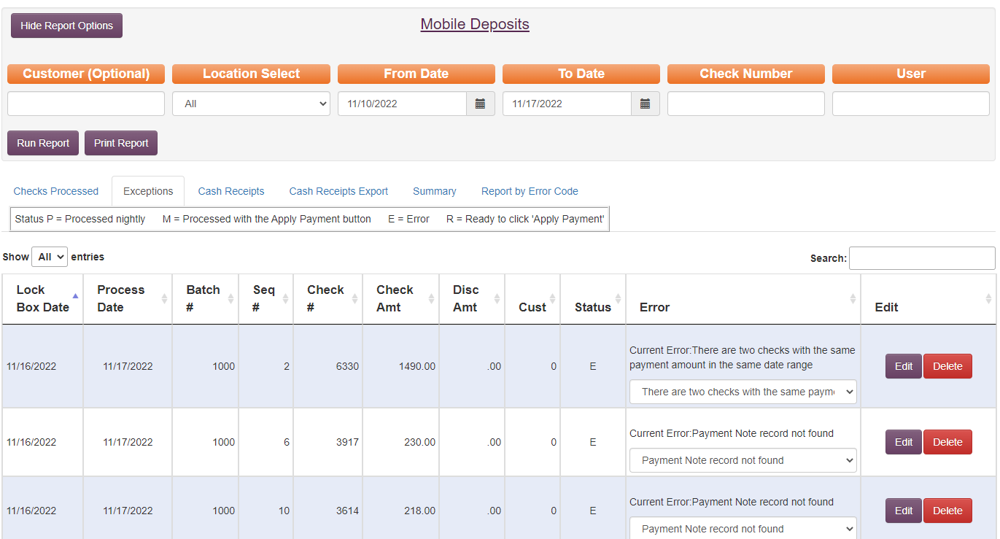 Hide Report Options
Mobile Deposits
Customer (Optional) Location Select From Date To Date Check Number User
All 11/10/2022 11/17/2022
Run Report Print Report
Checks Processed Exceptions Cash Receipts Cash Receipts Export Summary Report by Error Code
Status P = Processed nightly M = Processed with the Apply Payment button E = Error R = Ready to click 'Apply Payment'
Show All entries Search:
Lock Box Date Process Date Batch # Seq # Check # Check Amt Disc Amt Cust Status Error Edit
11/16/2022 11/17/2022 1000 2 6330 1490.00 .00 0 E
Current Error:There are two checks with the same
payment amount in the same date range
There are two checks with the same payme
Edit Delete
11/16/2022 11/17/2022 1000 6 3917 230.00 .00 0 E
Current Error:Payment Note record not found
Payment Note record not found
Edit Delete
11/16/2022 11/17/2022 1000 10 3614 218.00 .00 0 E
Current Error:Payment Note record not found
Payment Note record not found
Edit Delete